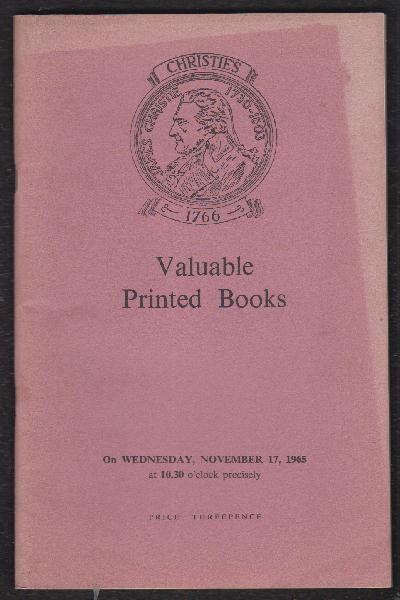 CHRISTIES
JAMES CHRISTIE 1730-1803
1766
Valuable
Printed Books
On WEDNESDAY, NOVEMBER 17, 1965
at 10.30 o'clock precisely
PRICE THREEPENCE